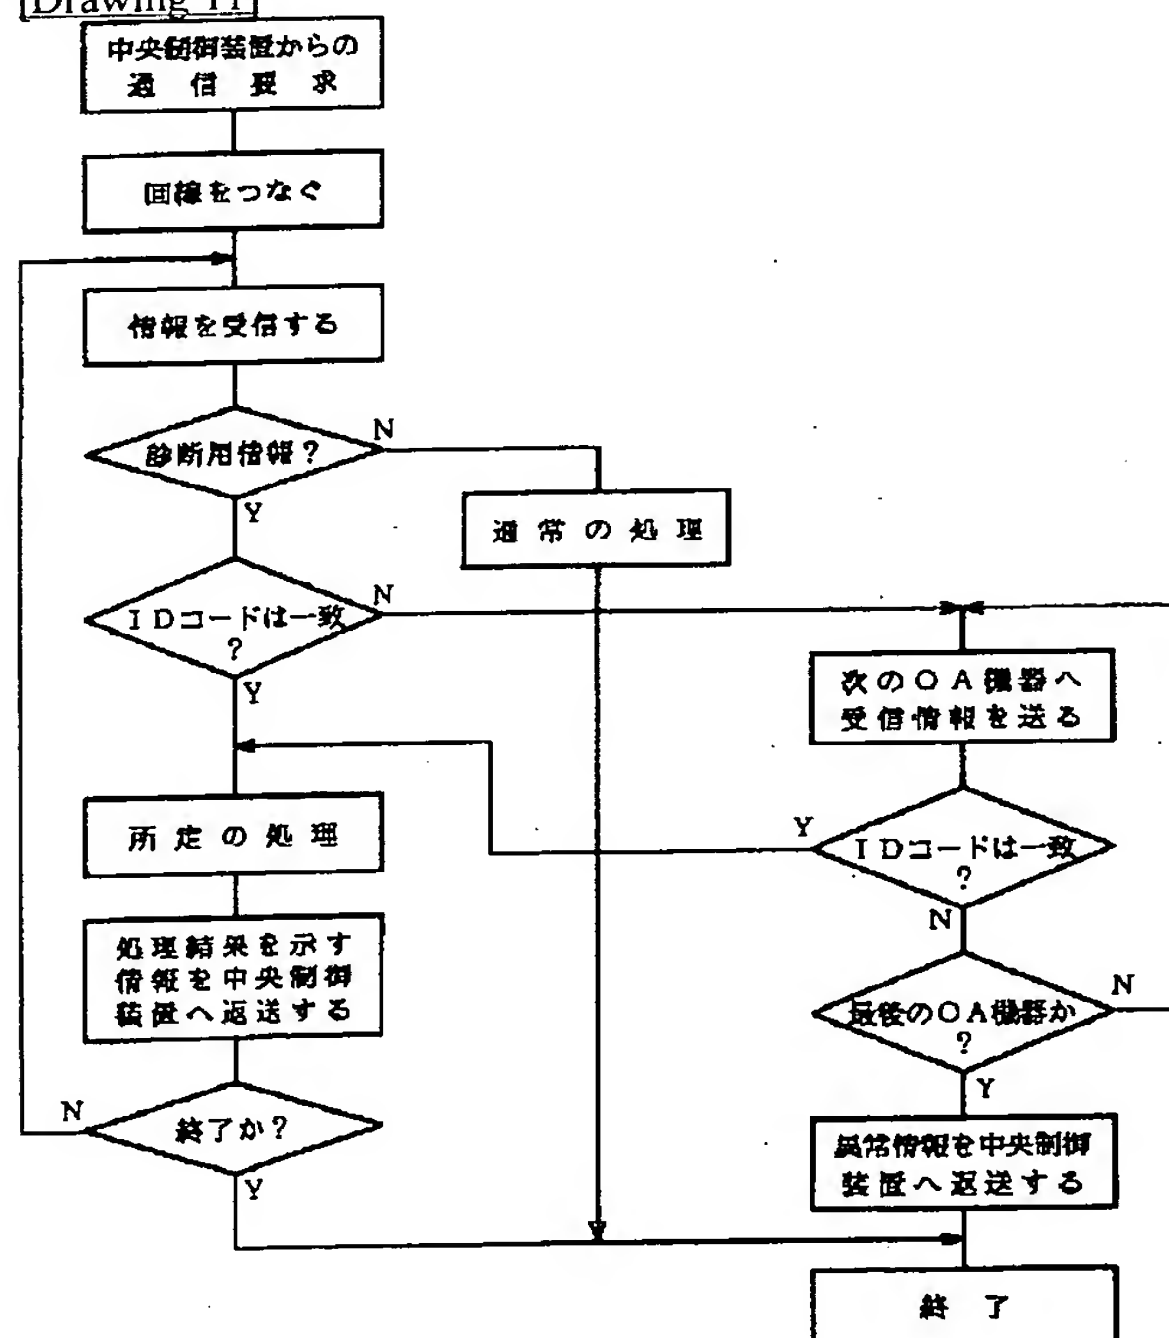 [Drawing 11]
中央制御装置からの
通信要求
回線をつなぐ
情報を受信する
診断用情報?
N
Y
通常の処理
IDコードは一致
?
N
Y
次のOA機器へ
受信情報を送る
所定の処理
Y
IDコードは一致
?
N
処理結果を示す
情報を中央制御
装置へ返送する
最後のOA機器か
?
N
Y
終了か?
N
Y
異常情報を中央制御
装置へ返送する
終了